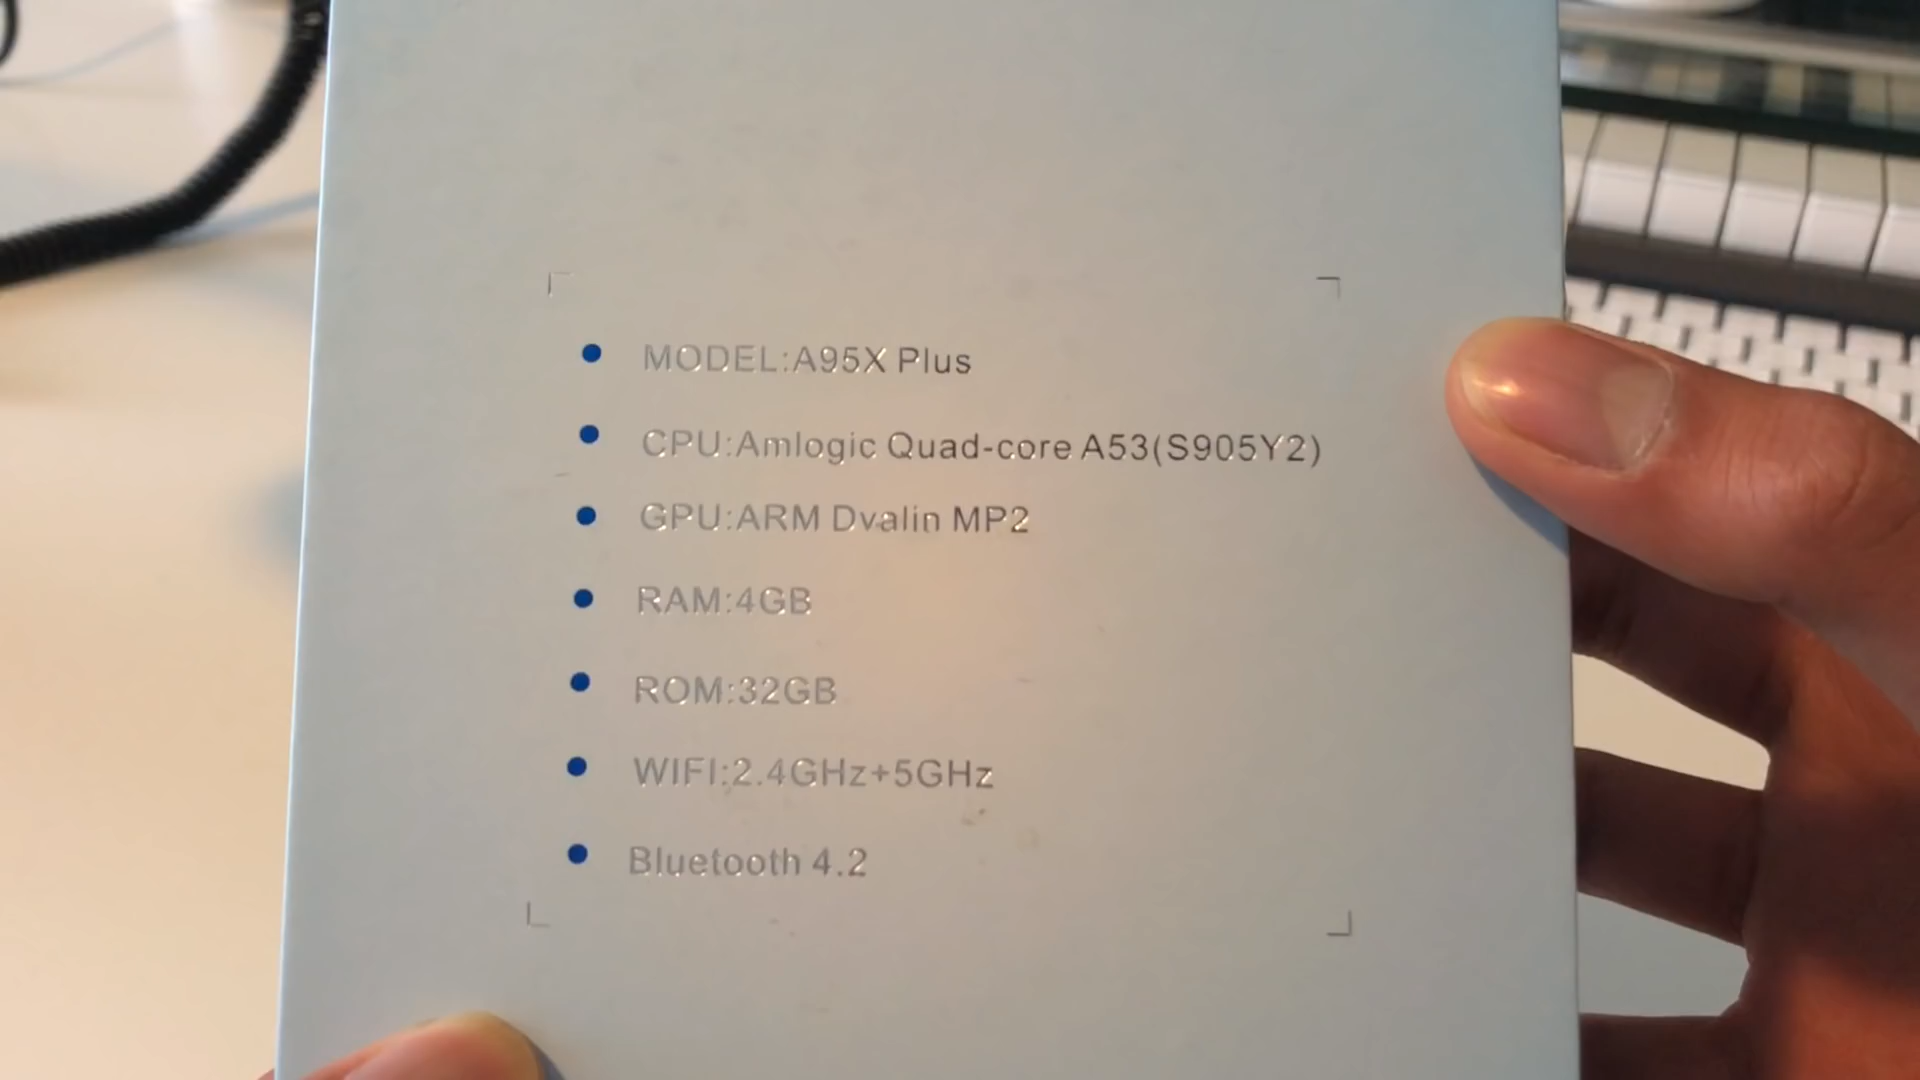 MODEL:A95X Plus
CPU:Amlogic Quad-core A53(S905Y2)
GPU:ARM Dvalin MP2
RAM:4GB
ROM:32GB
WIFI:2.4GHz+5GHz
Bluetooth 4.2